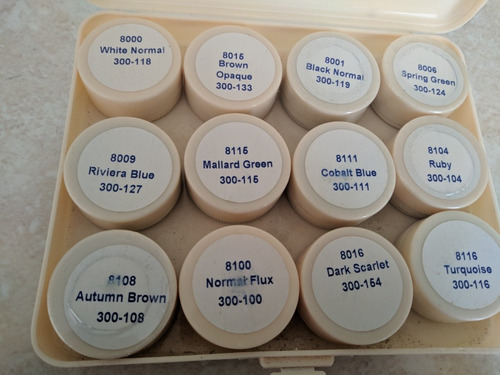 8000
White Normal
300-118
8015
Brown
Opaque
300-133
8001
Black Normal
300-119
8006
Spring Green
300-124
8009
Riviera Blue
300-127
8115
Mallard Green
300-115
8111
Cobalt Blue
300-111
8104
Ruby
300-104
8108
Autumn Brown
300-108
8100
Normal Flux
300-100
8016
Dark Scarlet
300-154
8116
Turquoise
300-116